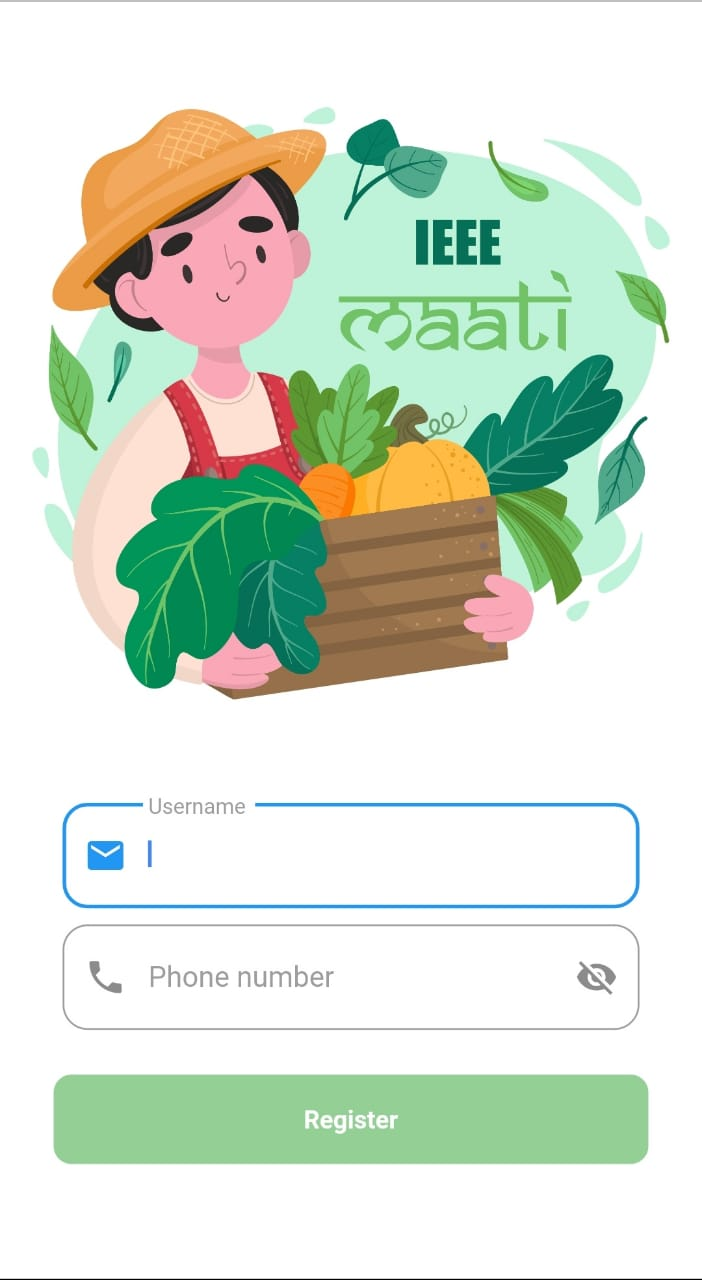 IEEE
maati
Username
Phone number
Register